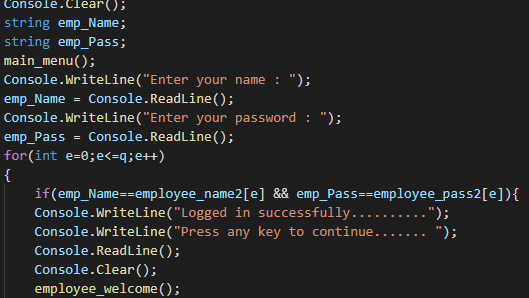 Console.Clear();
string emp_Name;
string emp_Pass;
main_menu();
Console.WriteLine("Enter your name : ");
emp_Name = Console.ReadLine();
Console.WriteLine("Enter your password : ");
emp_Pass = Console.ReadLine();
for(int e=0;e<=q;e++)
{
if(emp_Name==employee_name2[e] && emp_Pass==employee_pass2[e]){
Console.WriteLine("Logged in successfully..........");
Console.WriteLine("Press any key to continue....... ");
Console.ReadLine();
Console.Clear();
employee_welcome();